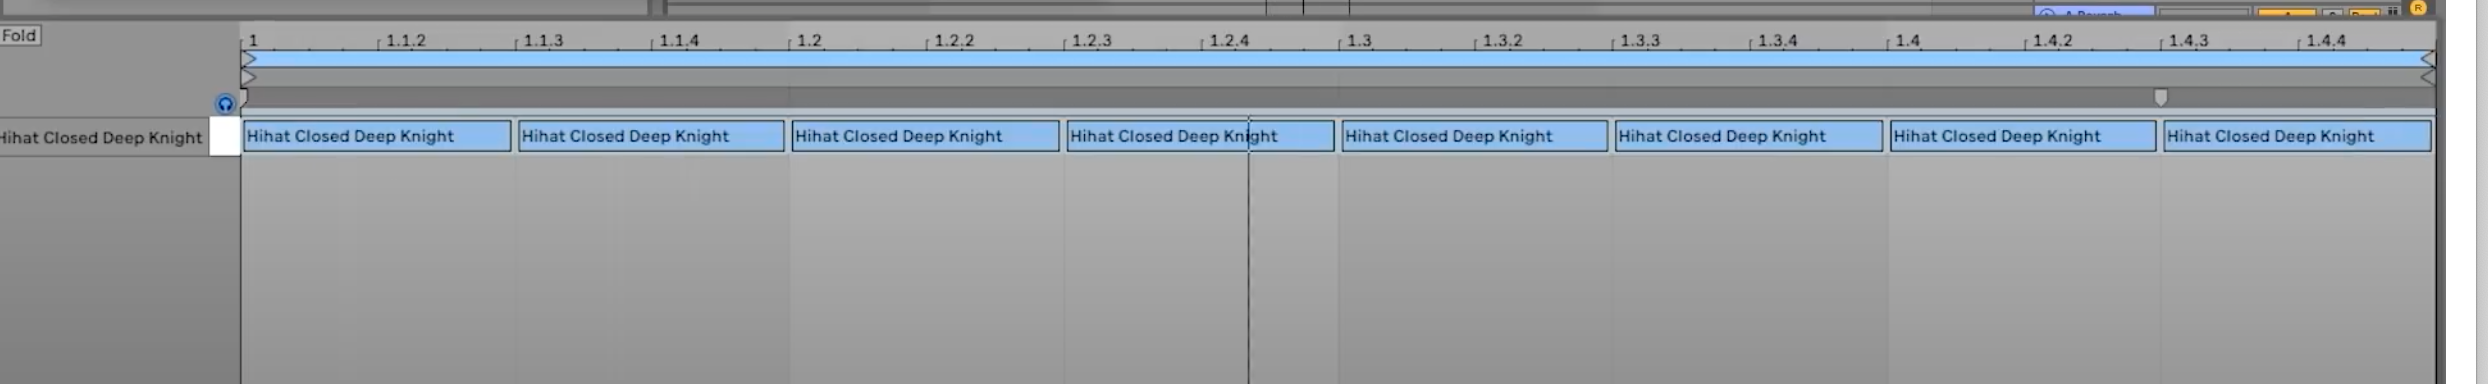 A Reverb
R
Fold
1 1.1.2 1.1.3 1.1.4 1.2 1.2.2 1.2.3 1.2.4 1.3 1.3.2 1.3.3 1.3.4 1.4 1.4.2 1.4.3 1.4.4
Hihat Closed Deep Knight Hihat Closed Deep Knight Hihat Closed Deep Knight Hihat Closed Deep Knight Hihat Closed Deep Knight Hihat Closed Deep Knight Hihat Closed Deep Knight Hihat Closed Deep Knight Hihat Closed Deep Knight